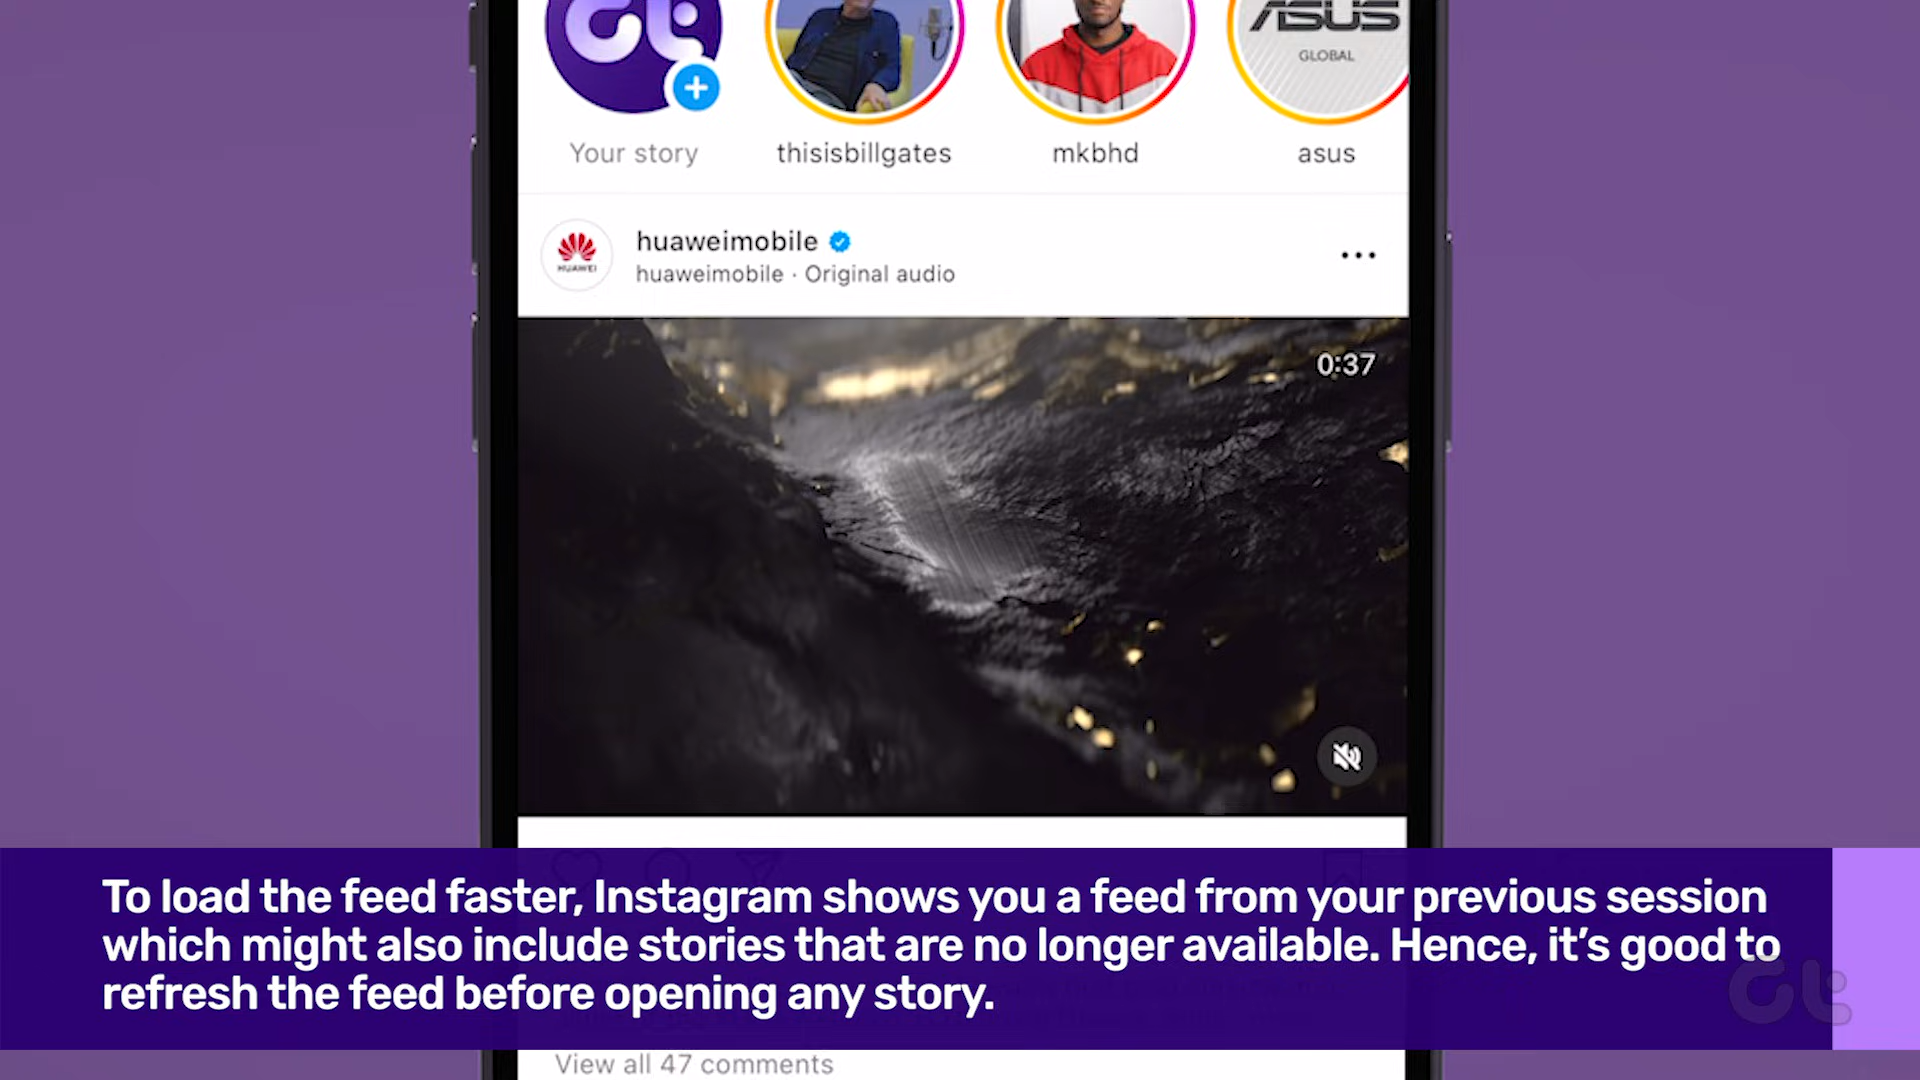 ASUS
GLOBAL
Your story
thisisbillgates
mkbhd
asus
huaweimobile
HUAWEI
huaweimobile · Original audio
0:37
To load the feed faster, Instagram shows you a feed from your previous session
which might also include stories that are no longer available. Hence, it’s good to
refresh the feed before opening any story.
View all 47 comments